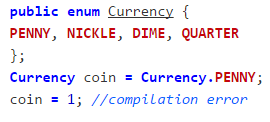 public enum Currency {
PENNY, NICKLE, DIME, QUARTER
};
Currency coin = Currency.PENNY;
coin = 1; //compilation error